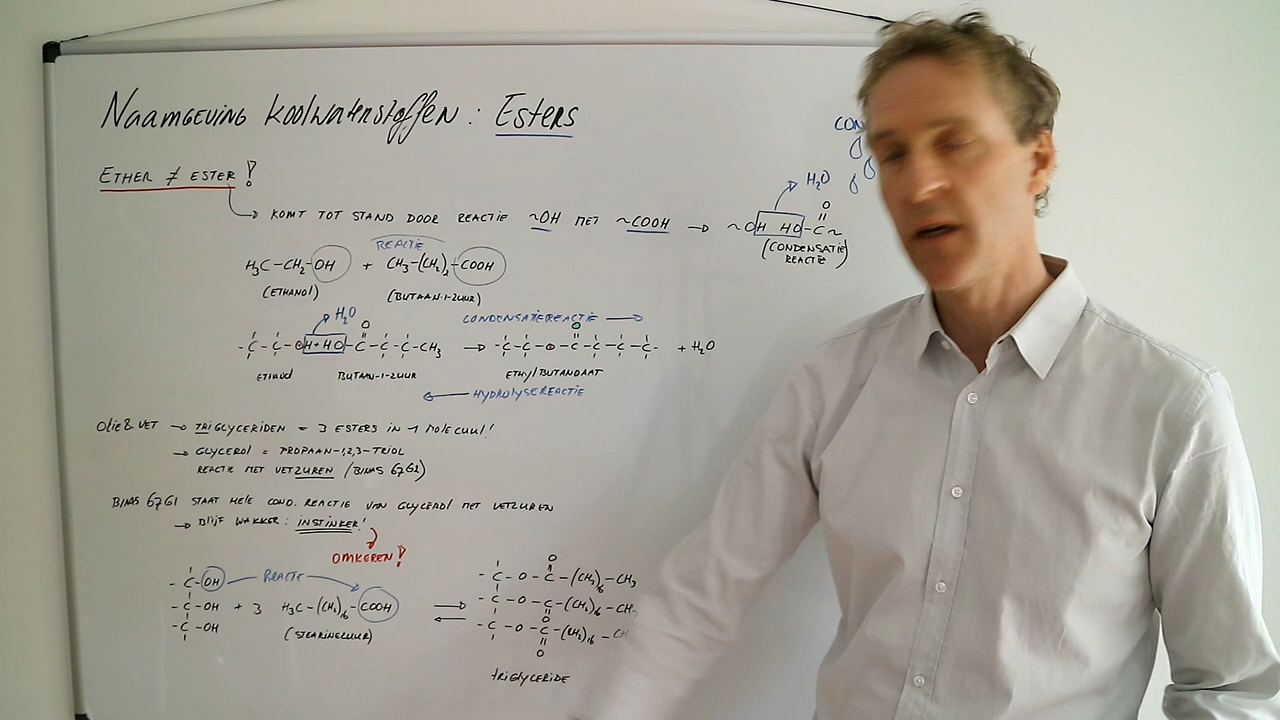 NAAMGEVING KOOLWATERSTOFFEN : ESTERS
ETHER ≠ ESTER !
KOMT TOT STAND DOOR REACTIE ~OH MET ~COOH → ~OH HO-C~
O
H₂O
CON
(CONDENSATIE
REACTIE)
REACTIE
H₃C-CH₂-OH + CH₃-(CH₂)₂-COOH
(ETHANOL) (BUTAAN-1-ZUUR)
H₂O
CONDENSATIEREACTIE →
O O
-C-C-OH+HO-C-C-C-CH₃ → -C-C-O-C-C-C-C- + H₂O
ETHANOL BUTAAN-1-ZUUR ETHYLBUTANOAAT
← HYDROLYSEREACTIE
OLIE & VET → TRIGLYCERIDEN = 3 ESTERS IN 1 MOLECUUL!
→ GLYCEROL = PROPAAN-1,2,3-TRIOL
REACTIE MET VETZUREN (BINAS 67G2)
BINAS 67G1 STAAT HELE COND. REACTIE VAN GLYCEROL MET VETZUREN
→ BLIJF WAKKER: INSTINKER!
OMKEREN!
REACTIE
-C-OH
-C-OH + 3 H₃C-(CH₂)₁₆-COOH ⇄
-C-OH
(STEARINEZUUR)
O
-C-O-C-(CH₂)₁₆-CH₃
-C-O-C-(CH₂)₁₆-CH
O
-C-O-C-(CH₂)₁₆-CH
O
TRIGLYCERIDE